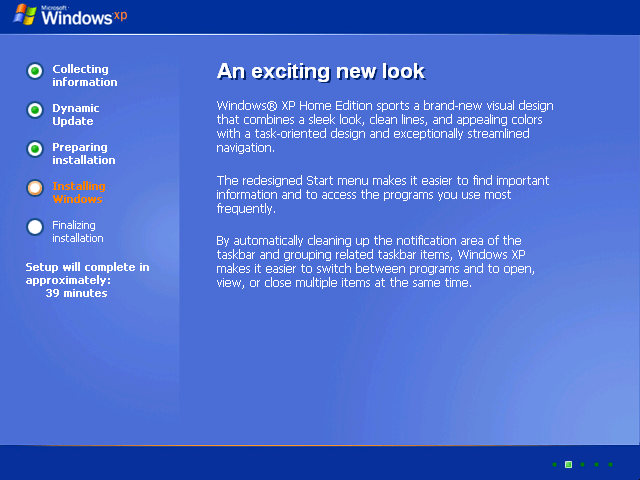 Microsoft
Windows xp
Collecting
information
Dynamic
Update
Preparing
installation
Installing
Windows
Finalizing
installation
Setup will complete in
approximately:
39 minutes
An exciting new look
Windows® XP Home Edition sports a brand-new visual design
that combines a sleek look, clean lines, and appealing colors
with a task-oriented design and exceptionally streamlined
navigation.
The redesigned Start menu makes it easier to find important
information and to access the programs you use most
frequently.
By automatically cleaning up the notification area of the
taskbar and grouping related taskbar items, Windows XP
makes it easier to switch between programs and to open,
view, or close multiple items at the same time.